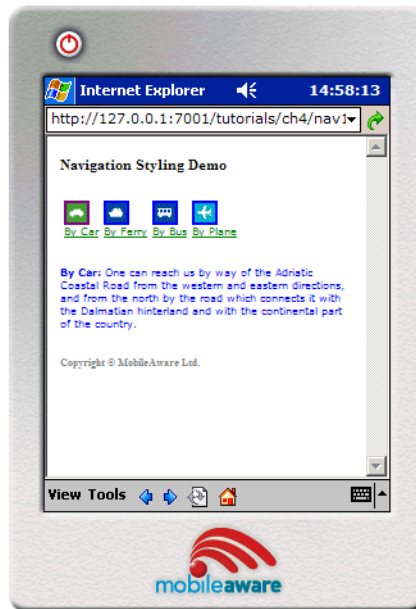 Internet Explorer 14:58:13
http://127.0.0.1:7001/tutorials/ch4/nav1
Navigation Styling Demo
By Car By Ferry By Bus By Plane
By Car: One can reach us by way of the Adriatic
Coastal Road from the western and eastern directions,
and from the north by the road which connects it with
the Dalmatian hinterland and with the continental part
of the country.
Copyright © MobileAware Ltd.
View Tools
mobileaware